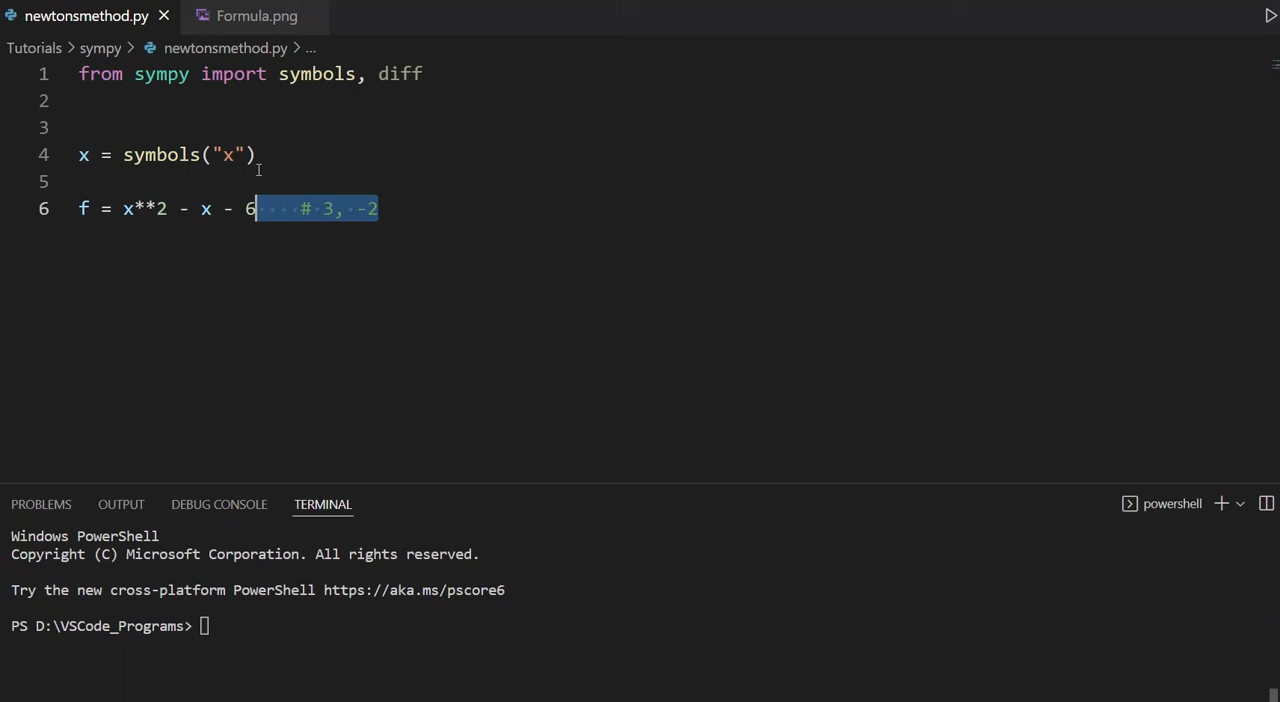 newtonsmethod.py Formula.png
Tutorials > sympy > newtonsmethod.py > ...
1 from sympy import symbols, diff
2
3
4 x = symbols("x")
5
6 f = x**2 - x - 6 # 3, -2
PROBLEMS OUTPUT DEBUG CONSOLE TERMINAL powershell
Windows PowerShell
Copyright (C) Microsoft Corporation. All rights reserved.
Try the new cross-platform PowerShell https://aka.ms/pscore6
PS D:\VSCode_Programs>